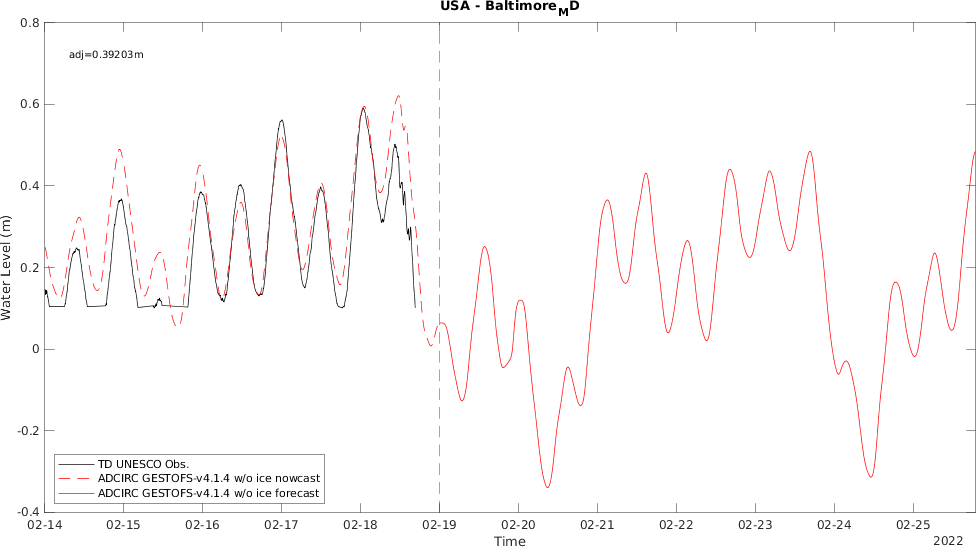 USA - Baltimore_MD
0.8
adj=0.39203m
0.6
0.4
0.2
0
-0.2
-0.4
Water Level (m)
TD UNESCO Obs.
ADCIRC GESTOFS-v4.1.4 w/o ice nowcast
ADCIRC GESTOFS-v4.1.4 w/o ice forecast
02-14 02-15 02-16 02-17 02-18 02-19 02-20 02-21 02-22 02-23 02-24 02-25
Time
2022